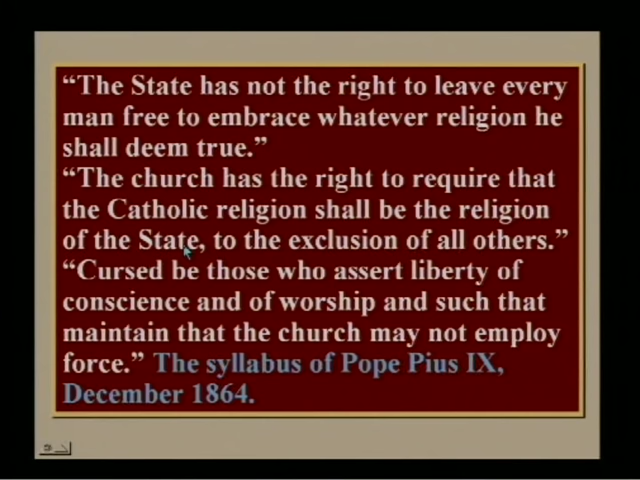 “The State has not the right to leave every
man free to embrace whatever religion he
shall deem true.”
“The church has the right to require that
the Catholic religion shall be the religion
of the State, to the exclusion of all others.”
“Cursed be those who assert liberty of
conscience and of worship and such that
maintain that the church may not employ
force.” The syllabus of Pope Pius IX,
December 1864.